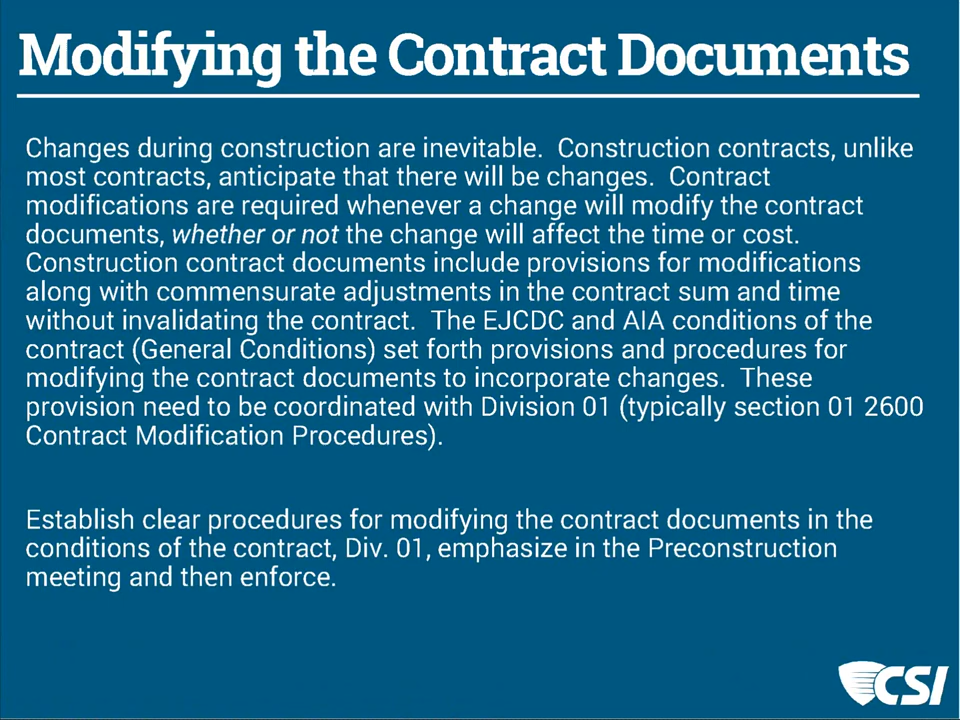 Modifying the Contract Documents
Changes during construction are inevitable.  Construction contracts, unlike
most contracts, anticipate that there will be changes.  Contract
modifications are required whenever a change will modify the contract
documents, whether or not the change will affect the time or cost.
Construction contract documents include provisions for modifications
along with commensurate adjustments in the contract sum and time
without invalidating the contract.  The EJCDC and AIA conditions of the
contract (General Conditions) set forth provisions and procedures for
modifying the contract documents to incorporate changes.  These
provision need to be coordinated with Division 01 (typically section 01 2600
Contract Modification Procedures).
Establish clear procedures for modifying the contract documents in the
conditions of the contract, Div. 01, emphasize in the Preconstruction
meeting and then enforce.
CSI